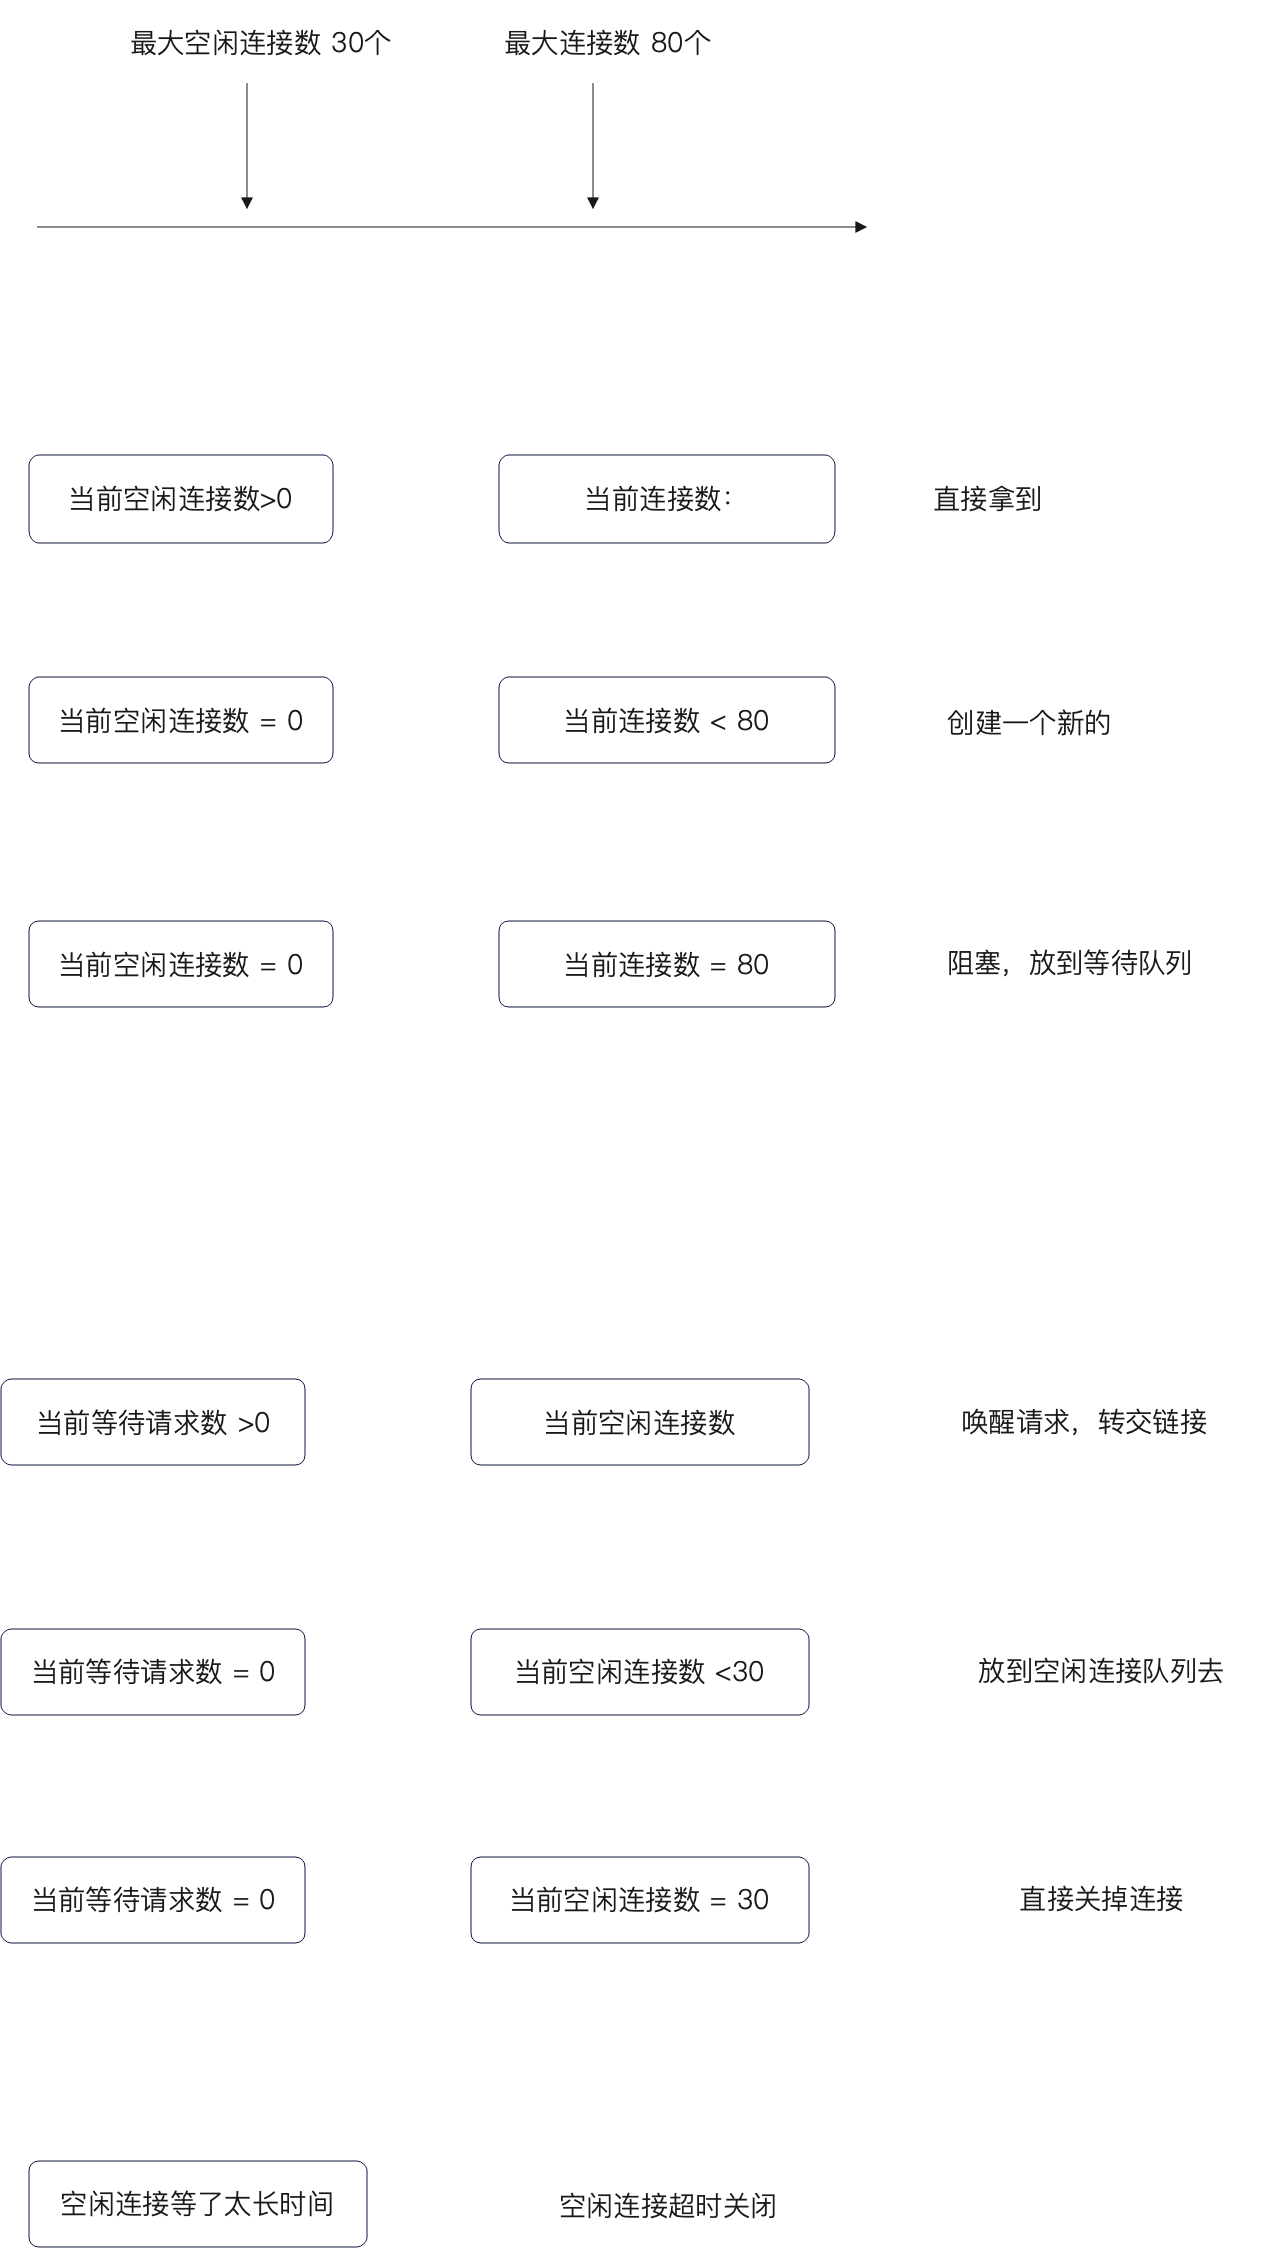 最大空闲连接数 30个
最大连接数 80个
当前空闲连接数>0
当前连接数：
直接拿到
当前空闲连接数 = 0
当前连接数 < 80
创建一个新的
当前空闲连接数 = 0
当前连接数 = 80
阻塞，放到等待队列
当前等待请求数 >0
当前空闲连接数
唤醒请求，转交链接
当前等待请求数 = 0
当前空闲连接数 <30
放到空闲连接队列去
当前等待请求数 = 0
当前空闲连接数 = 30
直接关掉连接
空闲连接等了太长时间
空闲连接超时关闭